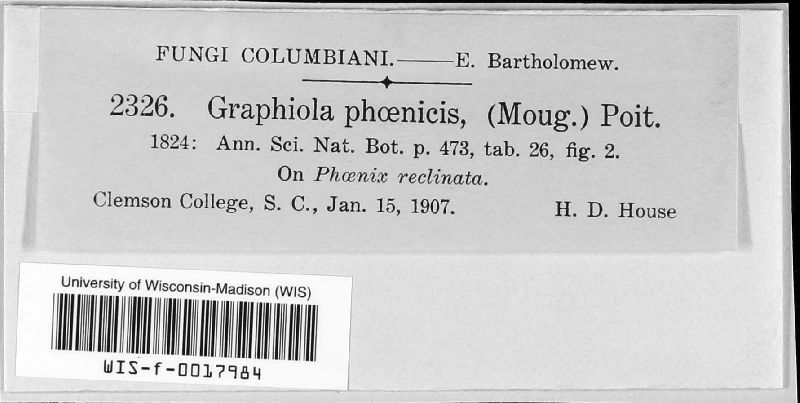 FUNGI COLUMBIANI.——E. Bartholomew.
2326. Graphiola phœnicis, (Moug.) Poit.
1824: Ann. Sci. Nat. Bot. p. 473, tab. 26, fig. 2.
On Phœnix reclinata.
Clemson College, S. C., Jan. 15, 1907. H. D. House
University of Wisconsin-Madison (WIS)
WIS-f-0017984